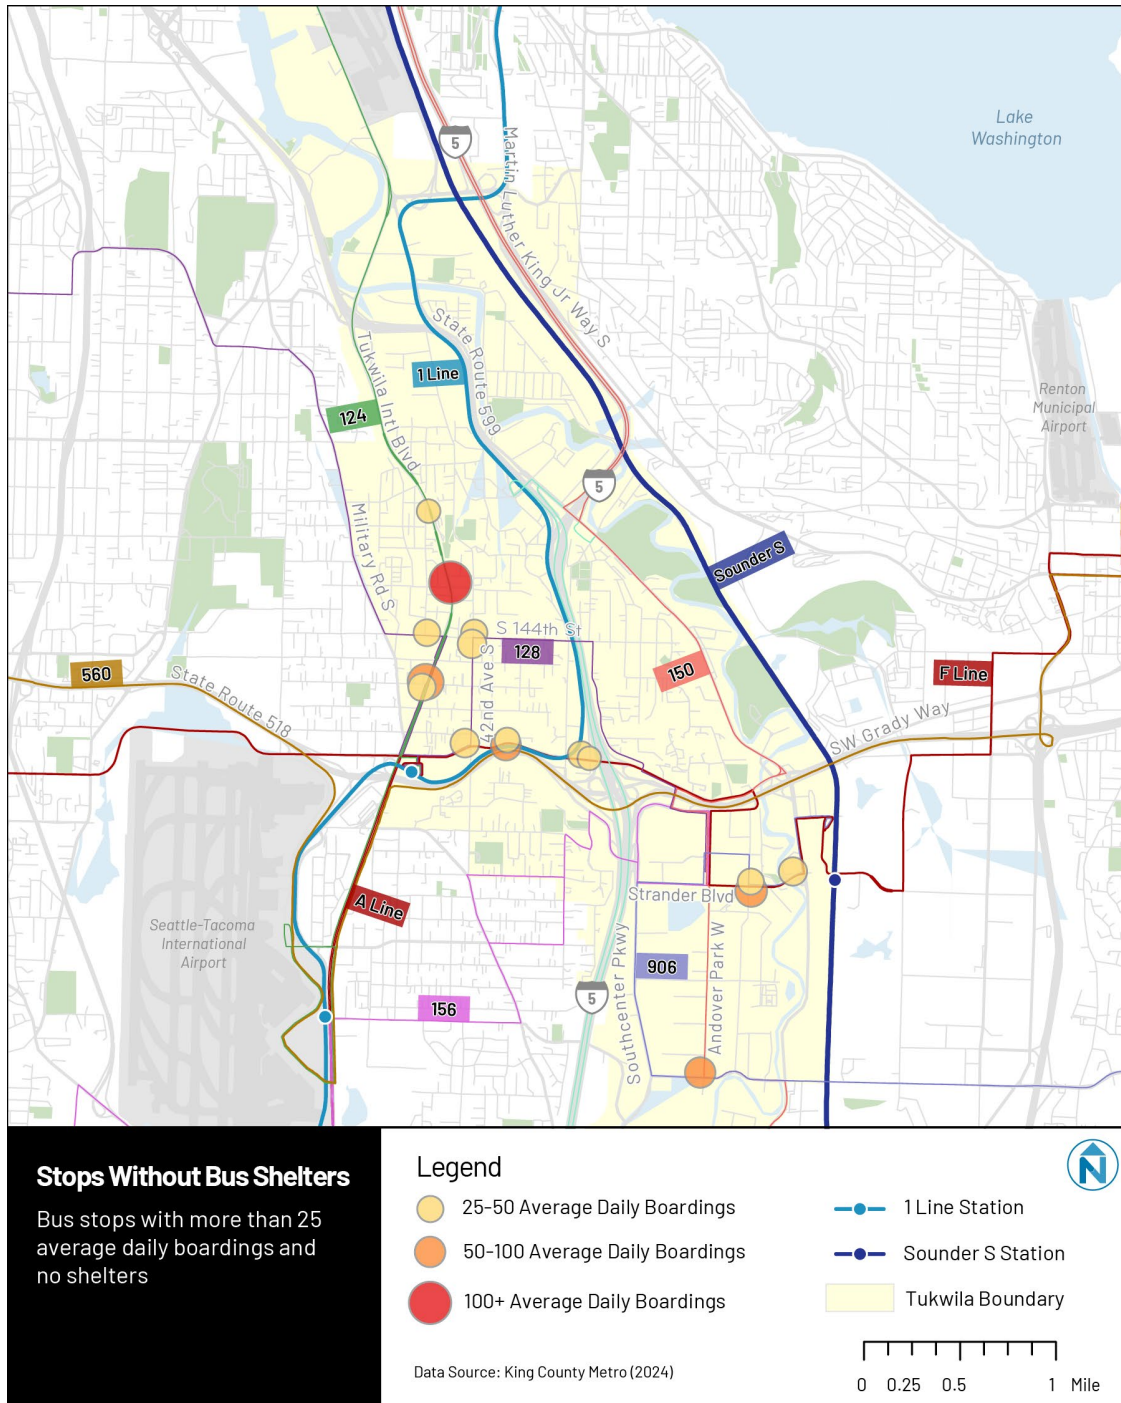 Lake
Washington
5
Martin Luther King Jr Way S
State Route 599
1 Line
Tukwila Intl Blvd
124
Renton
Municipal
Airport
5
Military Rd S
Sounder S
S 144th St
128
42nd Ave S
150
560
State Route 518
F Line
SW Grady Way
A Line
Strander Blvd
Seattle-Tacoma
International
Airport
906
Southcenter Pkwy
Andover Park W
5
156
Stops Without Bus Shelters
Bus stops with more than 25
average daily boardings and
no shelters
Legend
25-50 Average Daily Boardings
50-100 Average Daily Boardings
100+ Average Daily Boardings
Data Source: King County Metro (2024)
N
1 Line Station
Sounder S Station
Tukwila Boundary
0 0.25 0.5 1 Mile